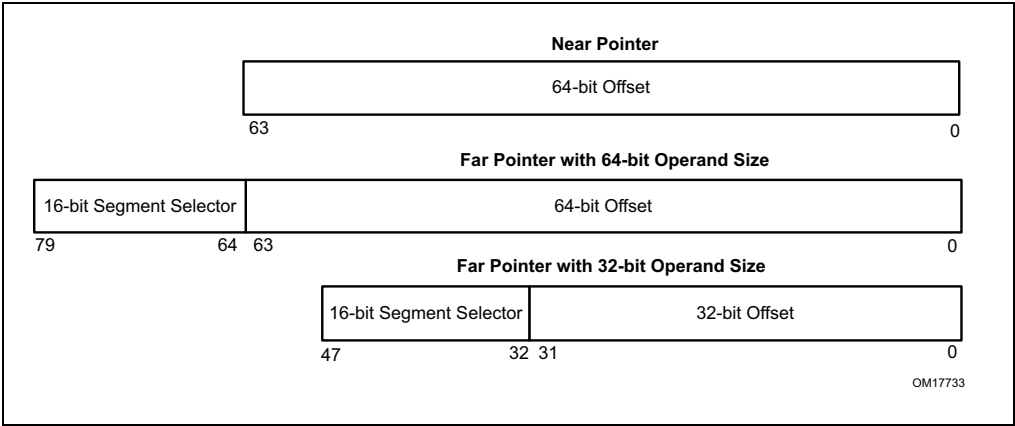 Near Pointer
64-bit Offset
63 0
Far Pointer with 64-bit Operand Size
16-bit Segment Selector 64-bit Offset
79 64 63 0
Far Pointer with 32-bit Operand Size
16-bit Segment Selector 32-bit Offset
47 32 31 0
OM17733